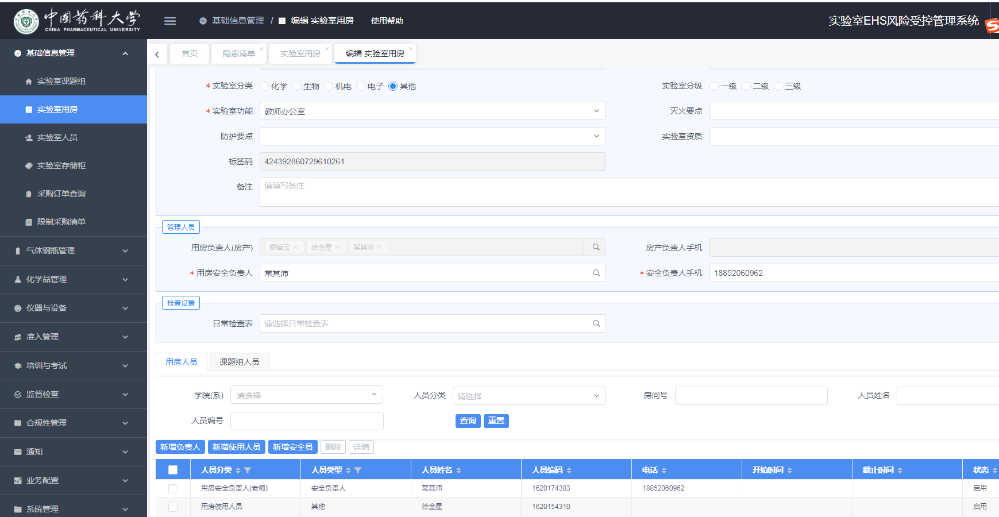 中国药科大学
CHINA PHARMACEUTICAL UNIVERSITY
基础信息管理 / 编辑 实验室用房 使用帮助
实验室EHS风险受控管理系统
基础信息管理
实验室课题组
实验室用房
实验室人员
实验室存储柜
采购订单查询
限制采购清单
气体钢瓶管理
化学品管理
仪器与设备
准入管理
培训与考试
监督检查
合规性管理
通知
业务配置
系统管理
首页 隐患清单 实验室用房 编辑 实验室用房
* 实验室分类 化学 生物 机电 电子 其他 实验室分级 一级 二级 三级
* 实验室功能 教师办公室 灭火要点
防护要点 实验室资质
标签码 424392860729610261
备注 请填写备注
管理人员
用房负责人(房产) 郑碧云 徐金星 常其沛 房产负责人手机
* 用房安全负责人 常其沛 * 安全负责人手机 18852060962
检查设置
日常检查表 请选择日常检查表
用房人员 课题组人员
学院(系) 请选择 人员分类 请选择 房间号 人员姓名
人员编号 查询 重置
新增负责人 新增使用人员 新增安全员 删除 详情
人员分类 人员类型 人员姓名 人员编码 电话 开始时间 截止时间 状态
用房安全负责人(老师) 安全负责人 常其沛 1620174383 18852060962 启用
用房使用人员 其他 徐金星 1620154310 启用